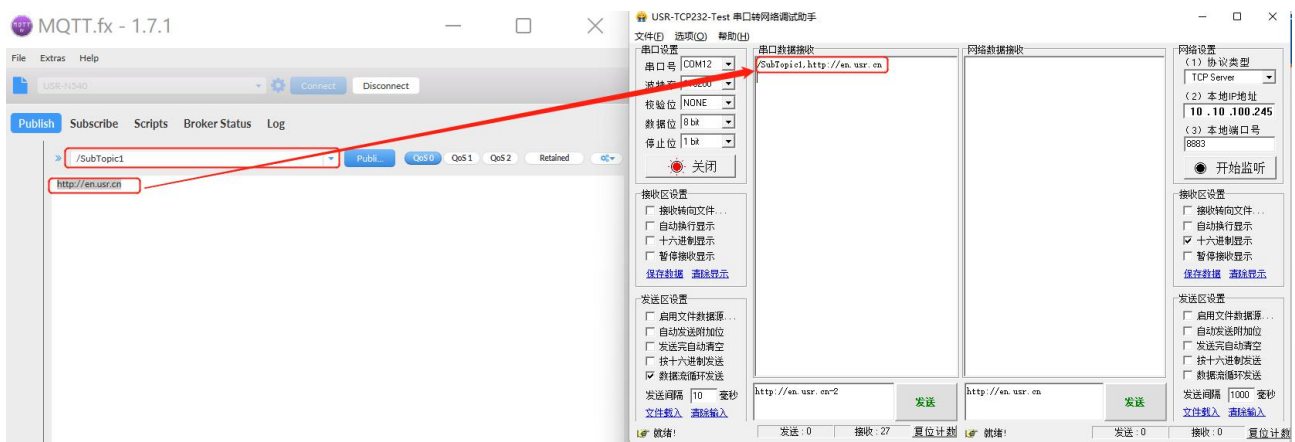 MQTT.fx - 1.7.1
File Extras Help
USR-N540
Connect
Disconnect
Publish Subscribe Scripts Broker Status Log
/SubTopic1
Publi...
QoS 0 QoS 1 QoS 2 Retained
http://en.usr.cn
USR-TCP232-Test 串口转网络调试助手
文件(F) 选项(O) 帮助(H)
串口设置
串口号 COM12
校验位 NONE
数据位 8 bit
停止位 1 bit
关闭
接收区设置
接收转向文件...
自动换行显示
十六进制显示
暂停接收显示
保存数据 清除显示
发送区设置
启用文件数据源...
自动发送附加位
发送完自动清空
按十六进制发送
数据流循环发送
发送间隔 10 毫秒
文件载入 清除输入
就绪!
串口数据接收
/SubTopic1,http://en.usr.cn
http://en.usr.cn-2
发送
发送:0 接收:27 复位计数
网络数据接收
http://en.usr.cn
发送
就绪!
发送:0 接收:0 复位计数
网络设置
(1) 协议类型
TCP Server
(2) 本地IP地址
10 .10 .100.245
(3) 本地端口号
8883
开始监听
接收区设置
接收转向文件...
自动换行显示
十六进制显示
暂停接收显示
保存数据 清除显示
发送区设置
启用文件数据源...
自动发送附加位
发送完自动清空
按十六进制发送
数据流循环发送
发送间隔 1000 毫秒
文件载入 清除输入